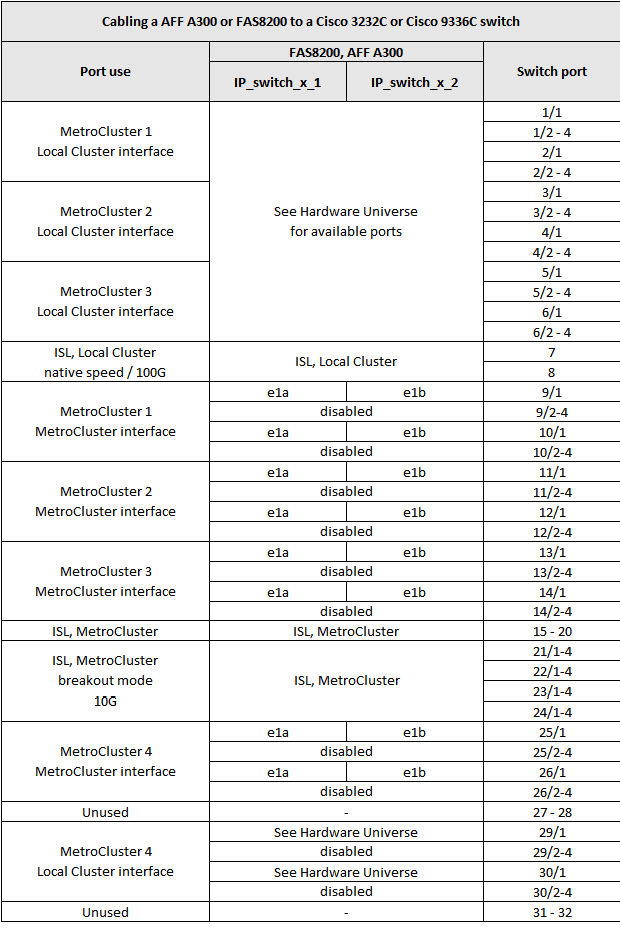 Cabling a AFF A300 or FAS8200 to a Cisco 3232C or Cisco 9336C switch
Port use
FAS8200, AFF A300
Switch port
IP_switch_x_1
IP_switch_x_2
MetroCluster 1
Local Cluster interface
See Hardware Universe
for available ports
1/1
1/2 - 4
2/1
2/2 - 4
MetroCluster 2
Local Cluster interface
3/1
3/2 - 4
4/1
4/2 - 4
MetroCluster 3
Local Cluster interface
5/1
5/2 - 4
6/1
6/2 - 4
ISL, Local Cluster
native speed / 100G
ISL, Local Cluster
7
8
MetroCluster 1
MetroCluster interface
e1a e1b 9/1
disabled 9/2-4
e1a e1b 10/1
disabled 10/2-4
MetroCluster 2
MetroCluster interface
e1a e1b 11/1
disabled 11/2-4
e1a e1b 12/1
disabled 12/2-4
MetroCluster 3
MetroCluster interface
e1a e1b 13/1
disabled 13/2-4
e1a e1b 14/1
disabled 14/2-4
ISL, MetroCluster ISL, MetroCluster 15 - 20
ISL, MetroCluster
breakout mode
10G
ISL, MetroCluster
21/1-4
22/1-4
23/1-4
24/1-4
MetroCluster 4
MetroCluster interface
e1a e1b 25/1
disabled 25/2-4
e1a e1b 26/1
disabled 26/2-4
Unused - 27 - 28
MetroCluster 4
Local Cluster interface
See Hardware Universe 29/1
disabled 29/2-4
See Hardware Universe 30/1
disabled 30/2-4
Unused - 31 - 32